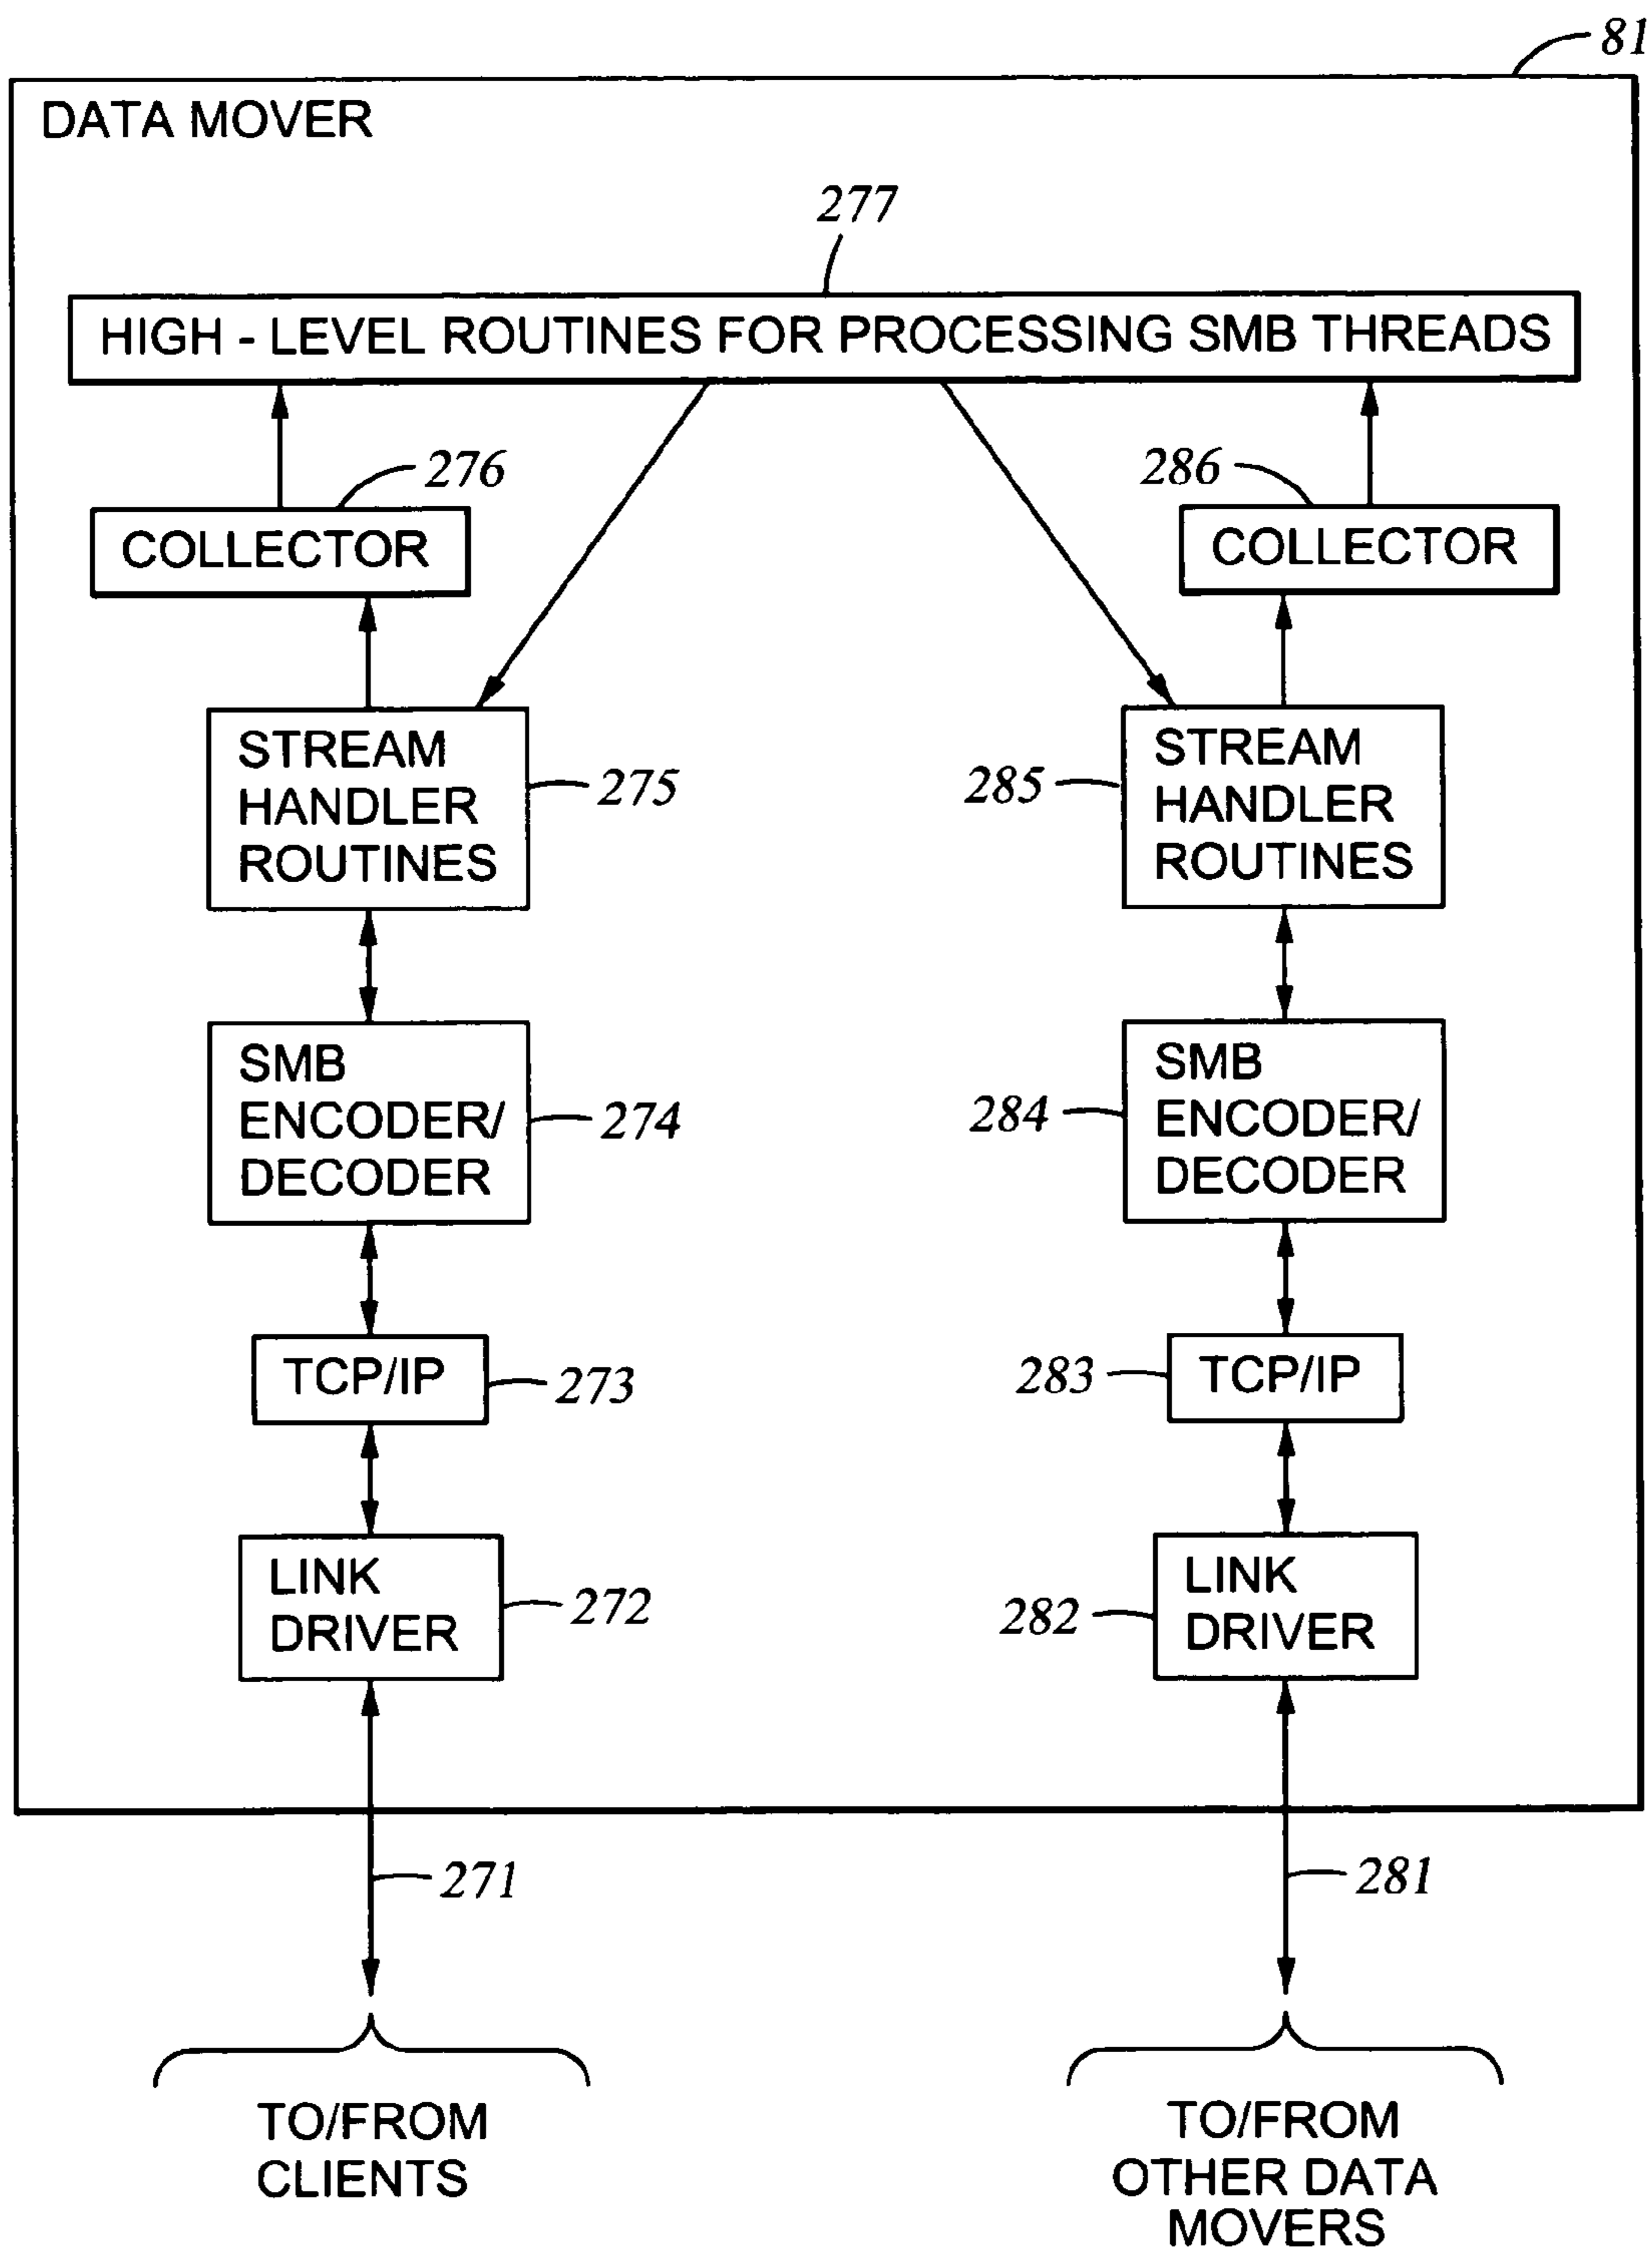 81
DATA MOVER
277
HIGH - LEVEL ROUTINES FOR PROCESSING SMB THREADS
276
286
COLLECTOR
COLLECTOR
STREAM
HANDLER
ROUTINES
275
285
STREAM
HANDLER
ROUTINES
SMB
ENCODER/
DECODER
274
284
SMB
ENCODER/
DECODER
TCP/IP
273
283
TCP/IP
LINK
DRIVER
272
282
LINK
DRIVER
271
281
TO/FROM
CLIENTS
TO/FROM
OTHER DATA
MOVERS